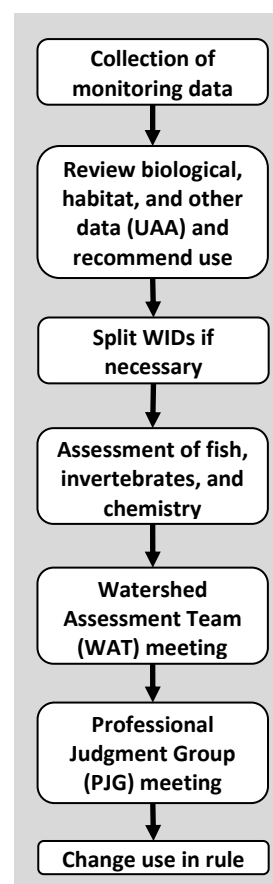 Collection of
monitoring data
Review biological,
habitat, and other
data (UAA) and
recommend use
Split WIDs if
necessary
Assessment of fish,
invertebrates, and
chemistry
Watershed
Assessment Team
(WAT) meeting
Professional
Judgment Group
(PJG) meeting
Change use in rule